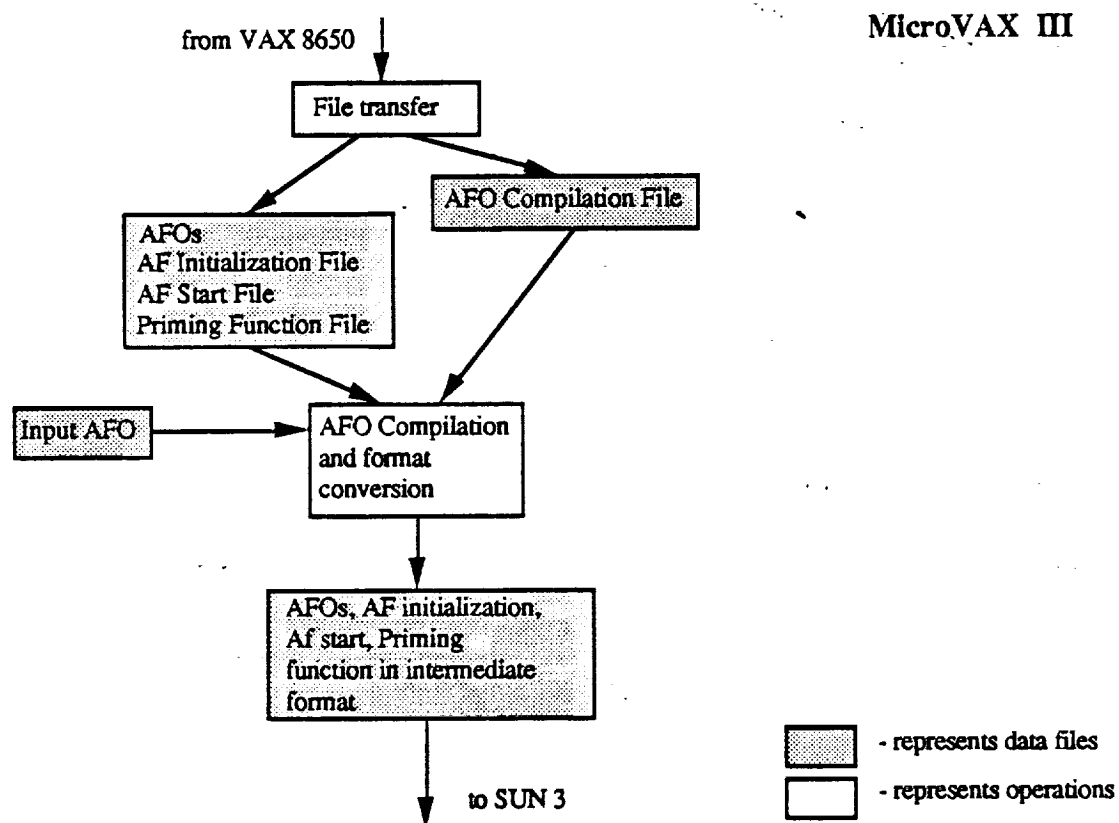 MicroVAX III
from VAX 8650
File transfer
AFO Compilation File
AFOs
AF Initialization File
AF Start File
Priming Function File
Input AFO
AFO Compilation
and format
conversion
AFOs, AF initialization,
Af start, Priming
function in intermediate
format
- represents data files
- represents operations
to SUN 3